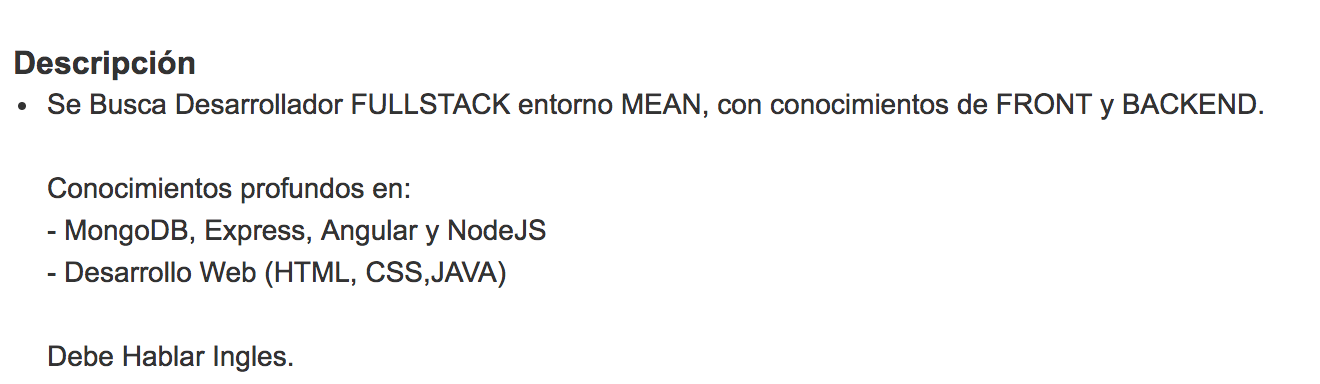 Descripción
• Se Busca Desarrollador FULLSTACK entorno MEAN, con conocimientos de FRONT y BACKEND.
Conocimientos profundos en:
- MongoDB, Express, Angular y NodeJS
- Desarrollo Web (HTML, CSS,JAVA)
Debe Hablar Ingles.